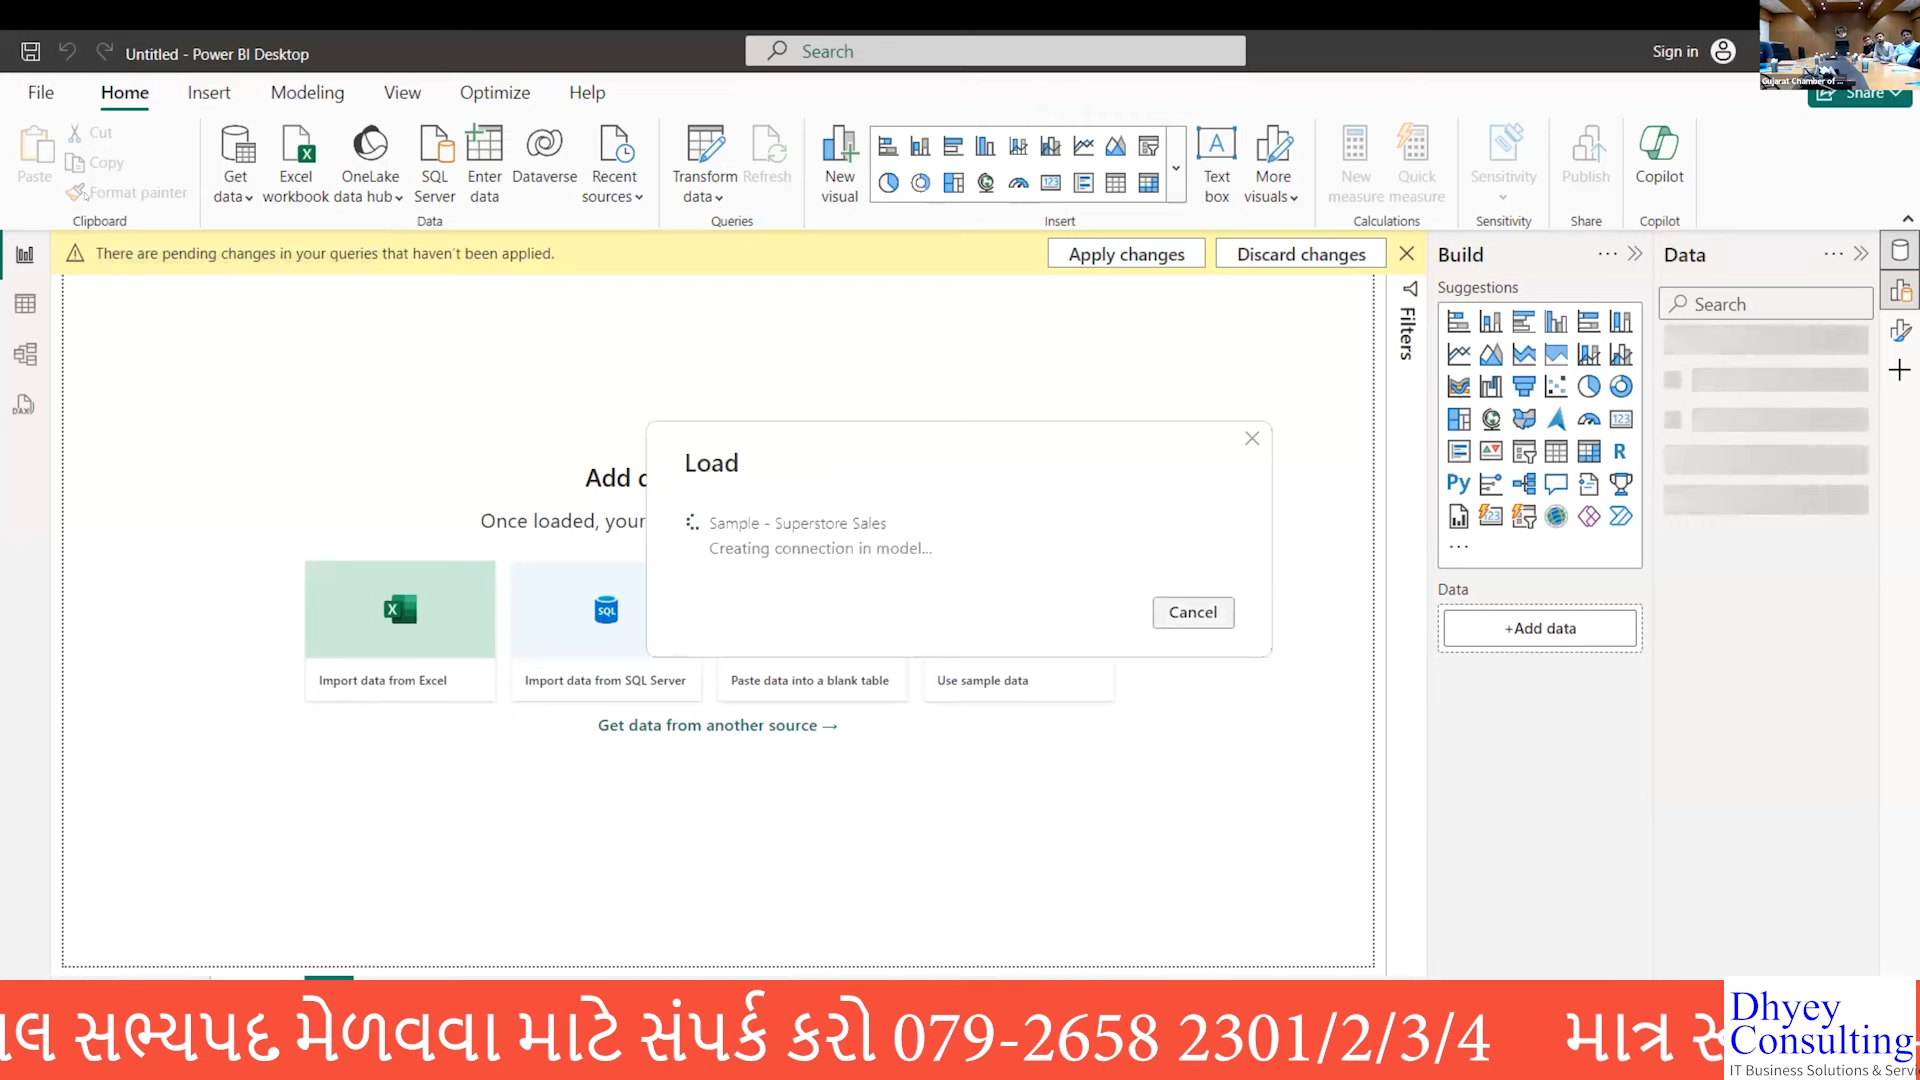 Untitled - Power BI Desktop
Search
Sign in
Gujarat Chamber of ...
File
Home
Insert
Modeling
View
Optimize
Help
Share
Paste
Cut
Copy
Format painter
Clipboard
Get data
Excel workbook
OneLake data hub
SQL Server
Enter data
Dataverse
Recent sources
Data
Transform data
Refresh
Queries
New visual
Text box
More visuals
Insert
New measure
Quick measure
Calculations
Sensitivity
Sensitivity
Publish
Share
Copilot
Copilot
There are pending changes in your queries that haven't been applied.
Apply changes
Discard changes
Filters
Build
Suggestions
Data
+Add data
Data
Search
Add
Once loaded, your
Load
Sample - Superstore Sales
Creating connection in model...
Cancel
Import data from Excel
SQL
Import data from SQL Server
Paste data into a blank table
Use sample data
Get data from another source →
સભ્યપદ મેળવવા માટે સંપર્ક કરો 079-2658 2301/2/3/4 માત્ર
Dhyey
Consulting
IT Business Solutions &